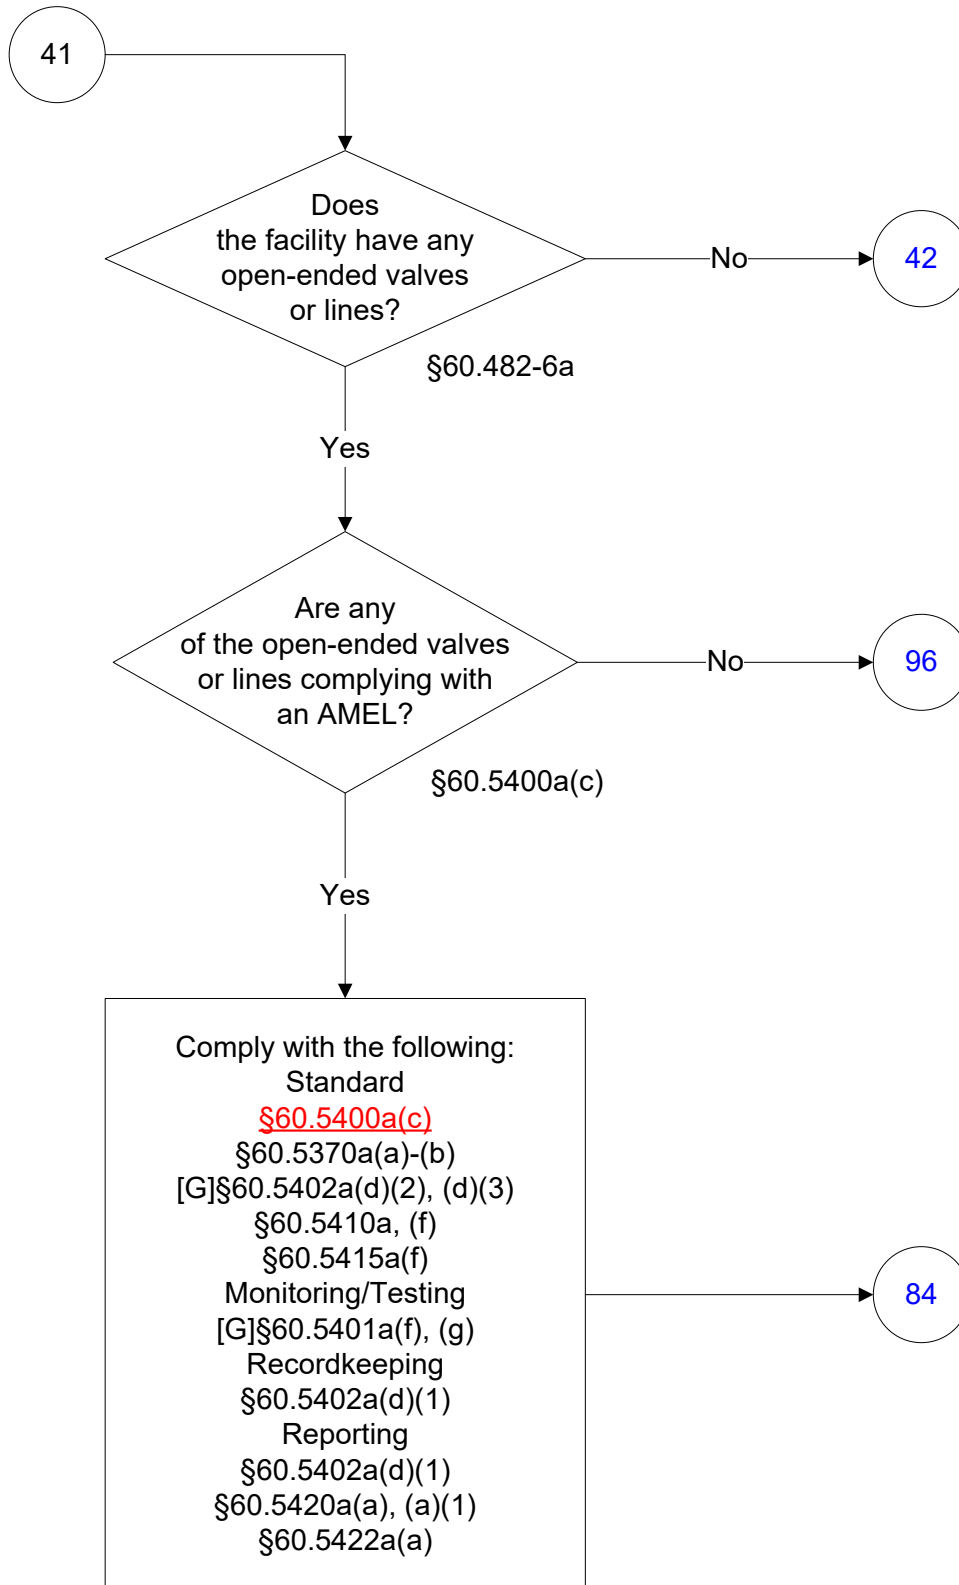 41
Does
the facility have any
open-ended valves
or lines?
No
42
§60.482-6a
Yes
Are any
of the open-ended valves
or lines complying with
an AMEL?
No
96
§60.5400a(c)
Yes
Comply with the following:
Standard
§60.5400a(c)
§60.5370a(a)-(b)
[G]§60.5402a(d)(2), (d)(3)
§60.5410a, (f)
§60.5415a(f)
Monitoring/Testing
[G]§60.5401a(f), (g)
Recordkeeping
§60.5402a(d)(1)
Reporting
§60.5402a(d)(1)
§60.5420a(a), (a)(1)
§60.5422a(a)
84